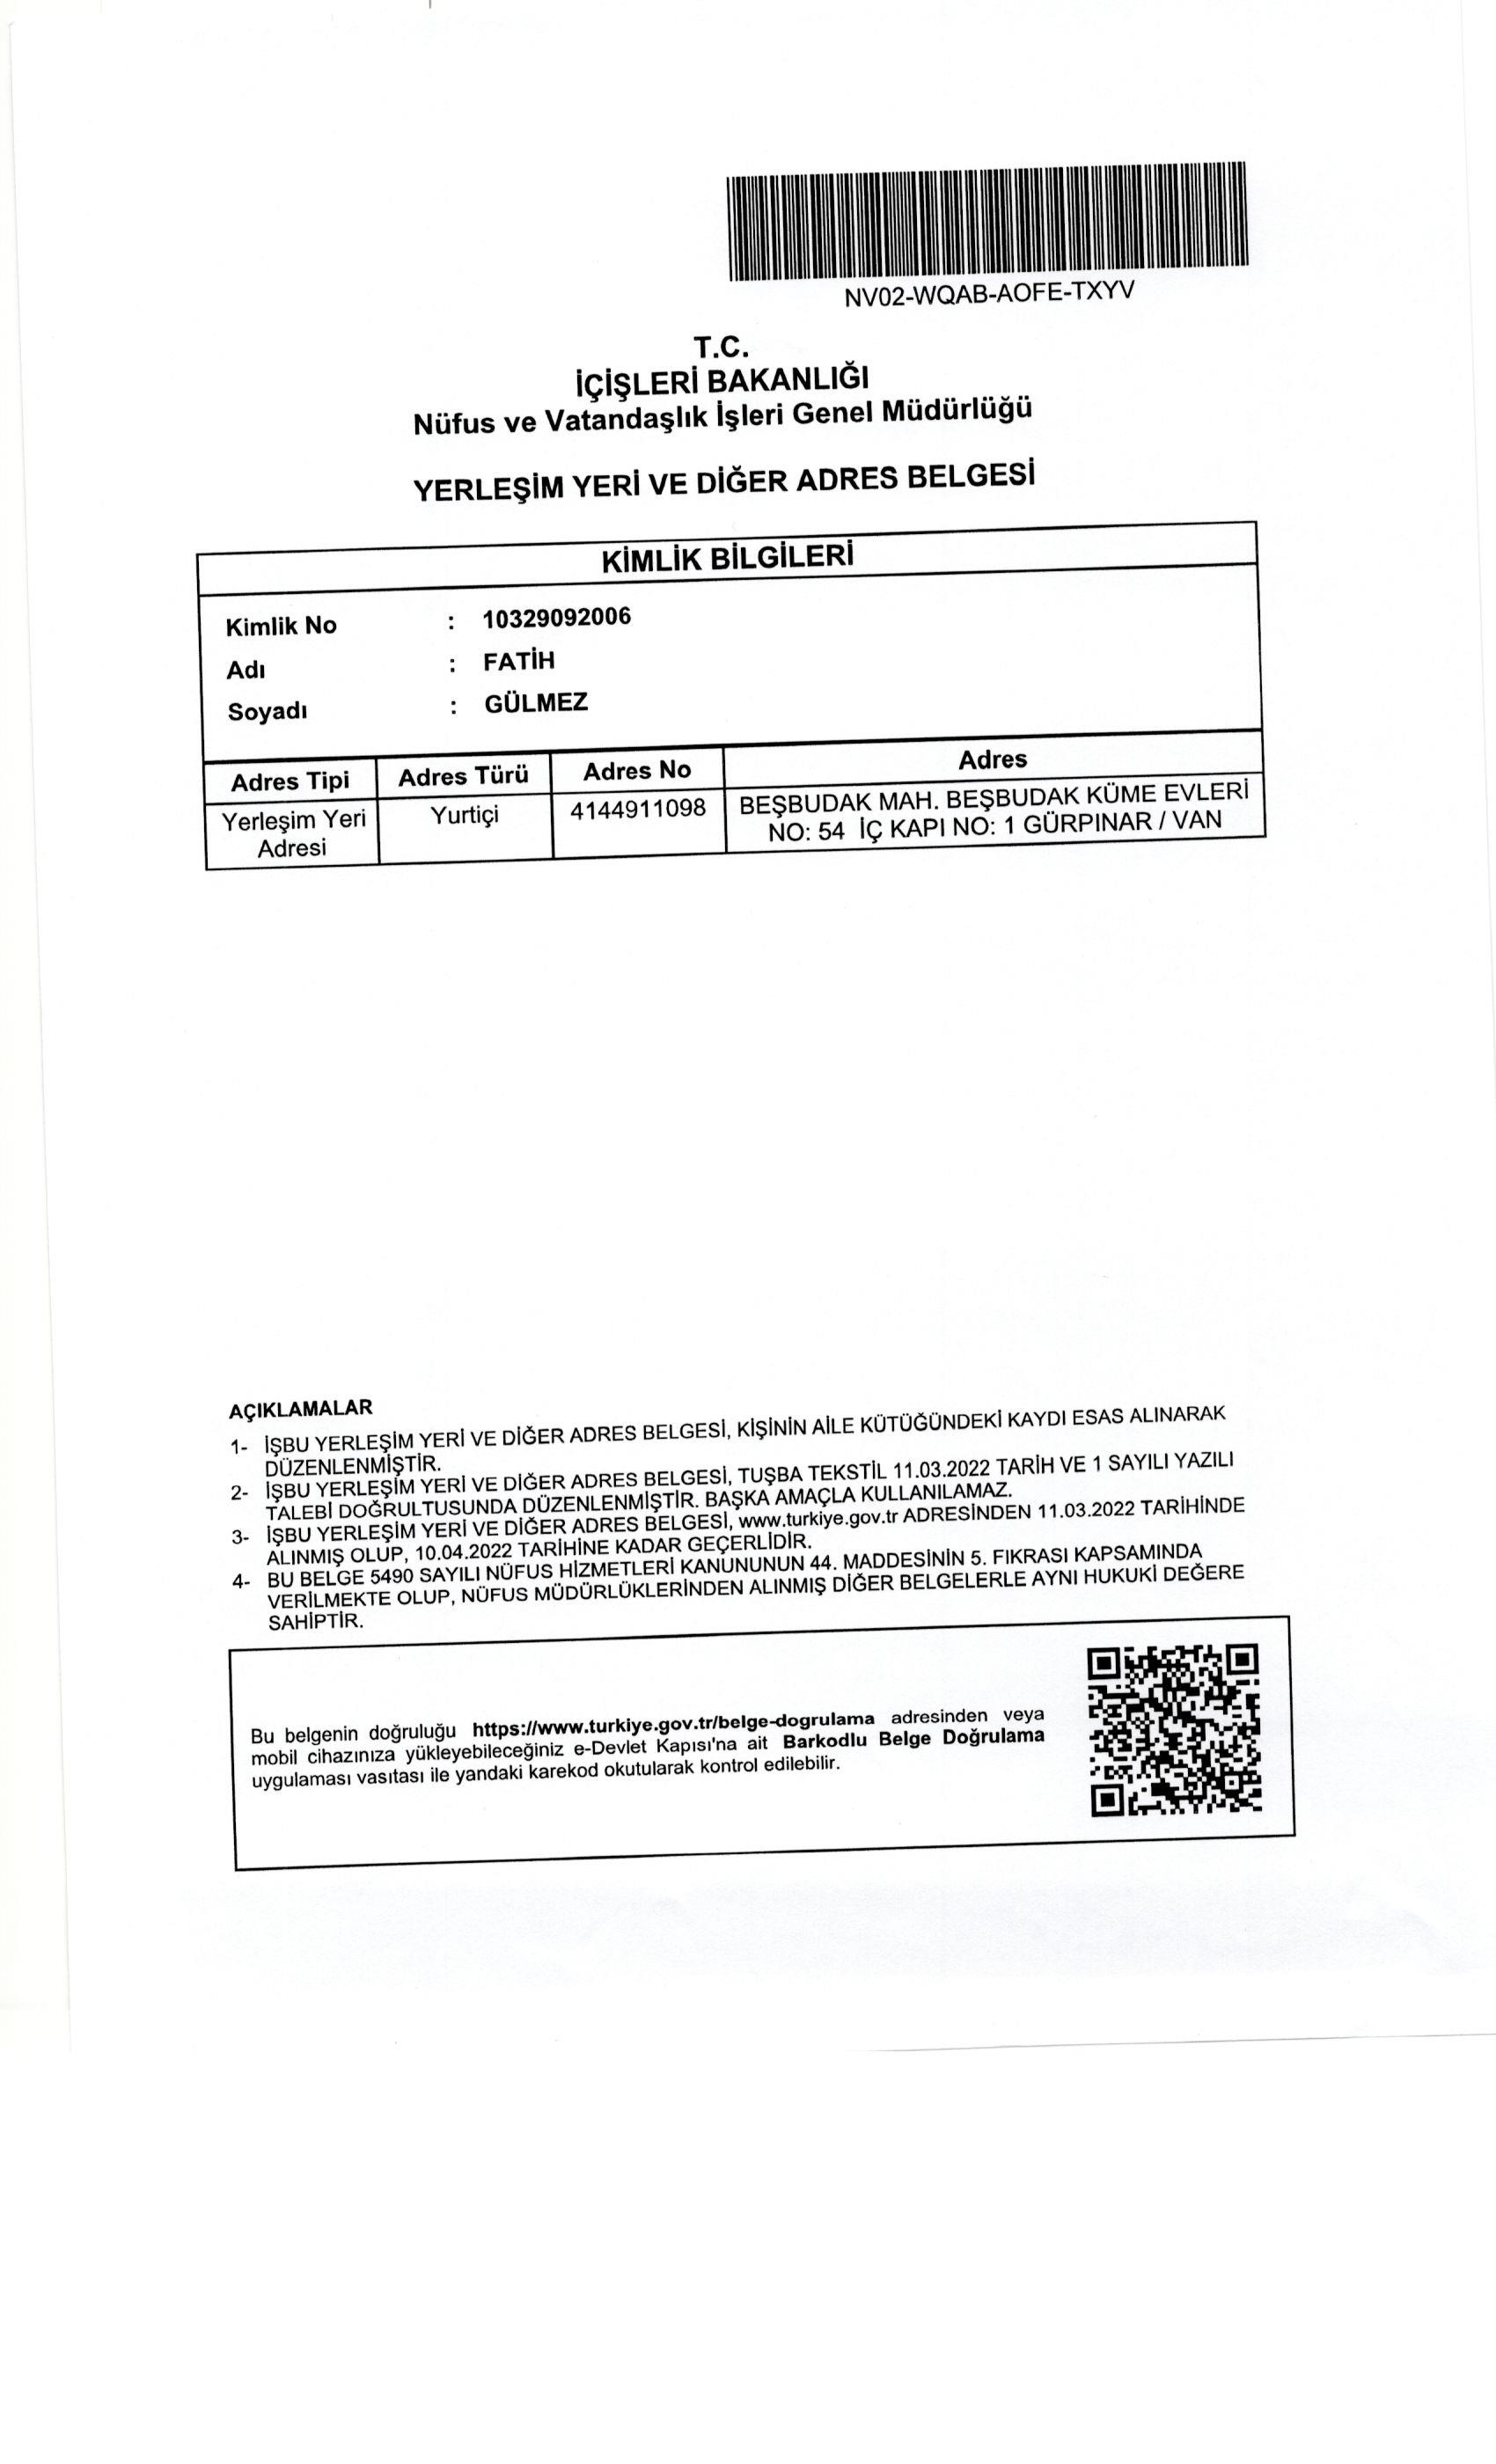 NV02-WQAB-AOFE-TXYV
T.C.
İÇİŞLERİ BAKANLIĞI
Nüfus ve Vatandaşlık İşleri Genel Müdürlüğü
YERLEŞİM YERİ VE DİĞER ADRES BELGESİ
KİMLİK BİLGİLERİ
Kimlik No : 10329092006
Adı : FATİH
Soyadı : GÜLMEZ
Adres Tipi Adres Türü Adres No Adres
Yerleşim Yeri Yurtiçi 4144911098 BEŞBUDAK MAH. BEŞBUDAK KÜME EVLERİ
Adresi NO: 54 İÇ KAPI NO: 1 GÜRPINAR / VAN
AÇIKLAMALAR
1- İŞBU YERLEŞİM YERİ VE DİĞER ADRES BELGESİ, KİŞİNİN AİLE KÜTÜĞÜNDEKİ KAYDI ESAS ALINARAK
DÜZENLENMİŞTİR.
2- İŞBU YERLEŞİM YERİ VE DİĞER ADRES BELGESİ, TUŞBA TEKSTİL 11.03.2022 TARİH VE 1 SAYILI YAZILI
TALEBİ DOĞRULTUSUNDA DÜZENLENMİŞTİR. BAŞKA AMAÇLA KULLANILAMAZ.
3- İŞBU YERLEŞİM YERİ VE DİĞER ADRES BELGESİ, www.turkiye.gov.tr ADRESİNDEN 11.03.2022 TARİHİNDE
ALINMIŞ OLUP, 10.04.2022 TARİHİNE KADAR GEÇERLİDİR.
4- BU BELGE 5490 SAYILI NÜFUS HİZMETLERİ KANUNUNUN 44. MADDESİNİN 5. FIKRASI KAPSAMINDA
VERİLMEKTE OLUP, NÜFUS MÜDÜRLÜKLERİNDEN ALINMIŞ DİĞER BELGELERLE AYNI HUKUKİ DEĞERE
SAHİPTİR.
Bu belgenin doğruluğu https://www.turkiye.gov.tr/belge-dogrulama adresinden veya
mobil cihazınıza yükleyebileceğiniz e-Devlet Kapısı'na ait Barkodlu Belge Doğrulama
uygulaması vasıtası ile yandaki karekod okutularak kontrol edilebilir.